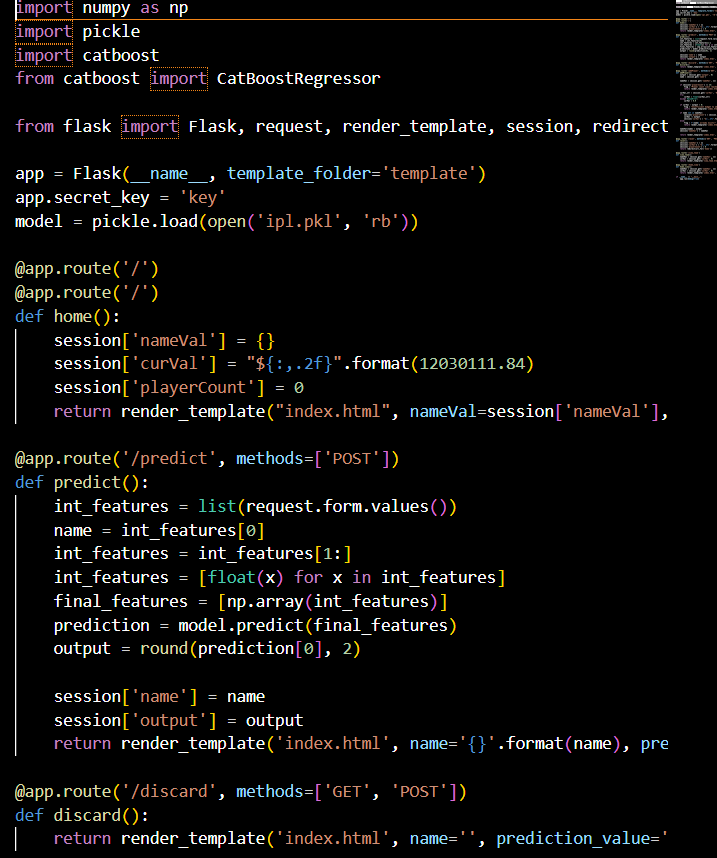 import numpy as np
import pickle
import catboost
from catboost import CatBoostRegressor
from flask import Flask, request, render_template, session, redirect
app = Flask(__name__, template_folder='template')
app.secret_key = 'key'
model = pickle.load(open('ipl.pkl', 'rb'))
@app.route('/')
@app.route('/')
def home():
    session['nameVal'] = {}
    session['curVal'] = "${:,.2f}".format(12030111.84)
    session['playerCount'] = 0
    return render_template("index.html", nameVal=session['nameVal'],
@app.route('/predict', methods=['POST'])
def predict():
    int_features = list(request.form.values())
    name = int_features[0]
    int_features = int_features[1:]
    int_features = [float(x) for x in int_features]
    final_features = [np.array(int_features)]
    prediction = model.predict(final_features)
    output = round(prediction[0], 2)
    session['name'] = name
    session['output'] = output
    return render_template('index.html', name='{}'.format(name), pre
@app.route('/discard', methods=['GET', 'POST'])
def discard():
    return render_template('index.html', name='', prediction_value='